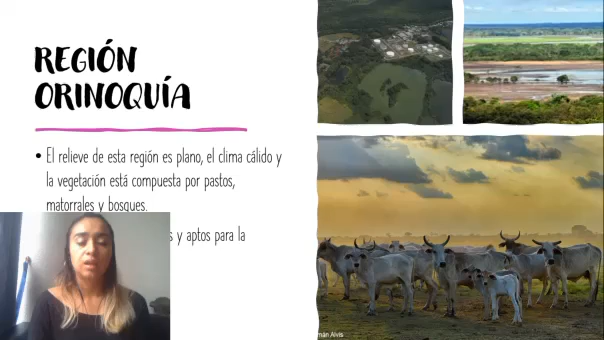 REGIÓN
ORINOQUÍA
• El relieve de esta región es plano, el clima cálido y
la vegetación está compuesta por pastos,
matorrales y bosques.
s y aptos para la
mán Alvis